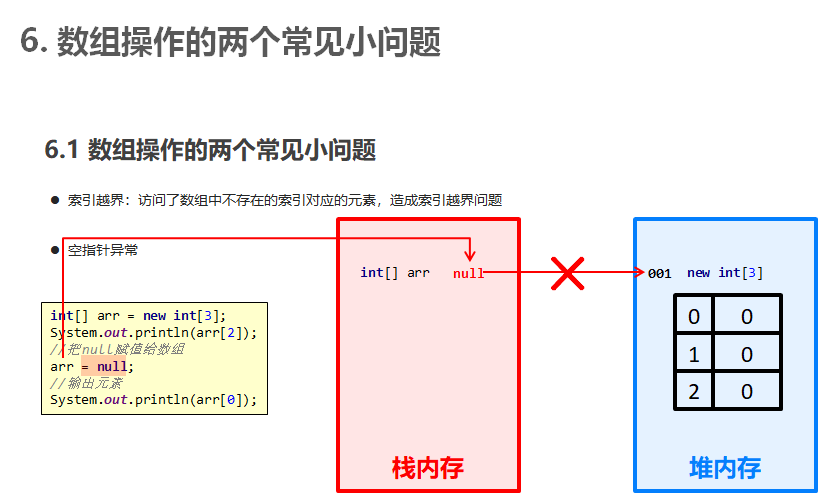 6. 数组操作的两个常见小问题
6.1 数组操作的两个常见小问题
● 索引越界：访问了数组中不存在的索引对应的元素，造成索引越界问题
● 空指针异常
int[] arr = new int[3];
System.out.println(arr[2]);
//把null赋值给数组
arr = null;
//输出元素
System.out.println(arr[0]);
int[] arr null
栈内存
001 new int[3]
0 0
1 0
2 0
堆内存